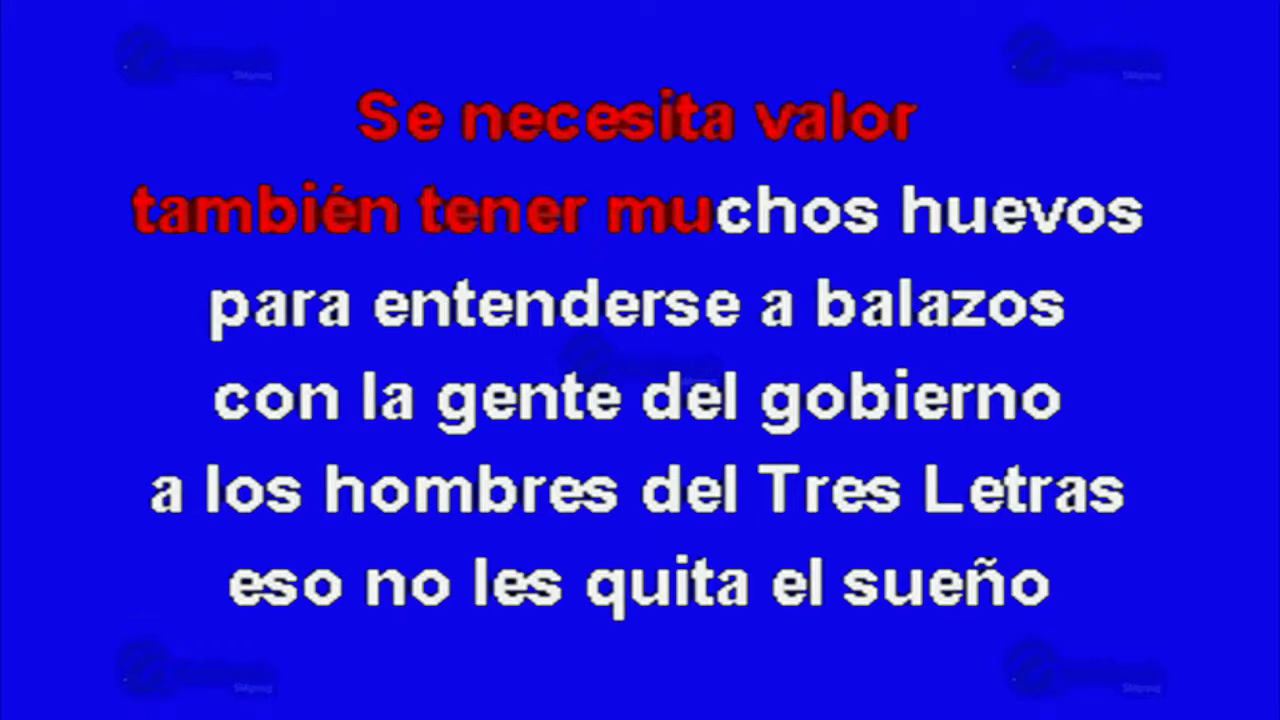 Se necesita valor
también tener muchos huevos
para entenderse a balazos
con la gente del gobierno
a los hombres del Tres Letras
eso no les quita el sueño